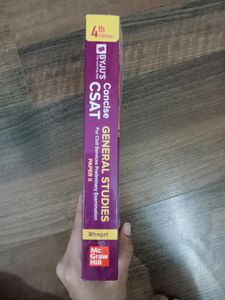 4th
Edition
BYJU'S
Concise
CSAT
GENERAL STUDIES
For Civil Services Preliminary Examination
PAPER II
Bhagat
Mc
Graw
Hill